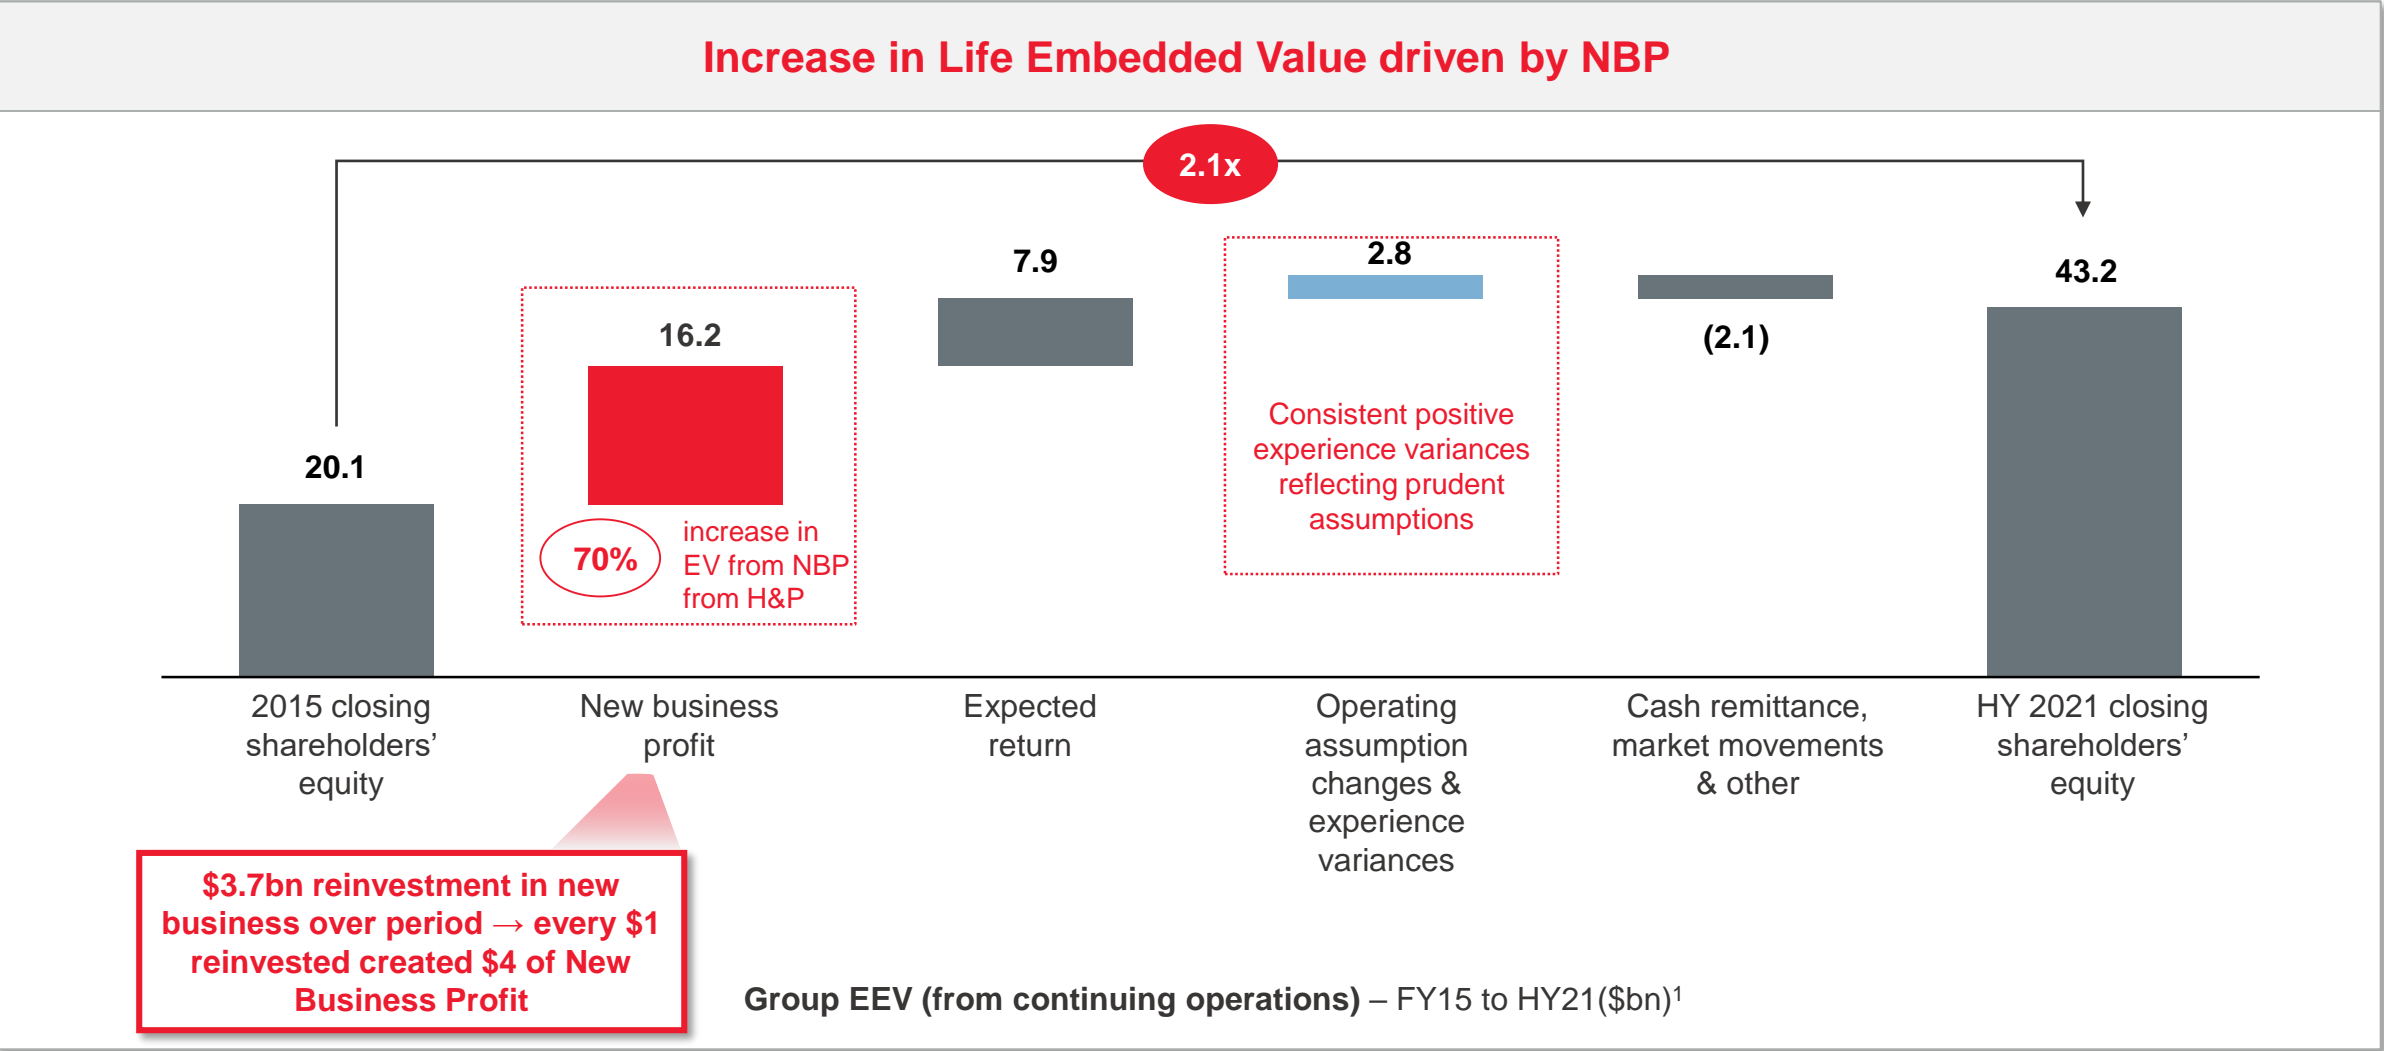 Increase in Life Embedded Value driven by NBP
2.1x
20.1
16.2
7.9
2.8
(2.1)
43.2
70%
increase in
EV from NBP
from H&P
Consistent positive
experience variances
reflecting prudent
assumptions
2015 closing
shareholders’
equity
New business
profit
Expected
return
Operating
assumption
changes &
experience
variances
Cash remittance,
market movements
& other
HY 2021 closing
shareholders’
equity
$3.7bn reinvestment in new
business over period → every $1
reinvested created $4 of New
Business Profit
Group EEV (from continuing operations) – FY15 to HY21($bn)¹